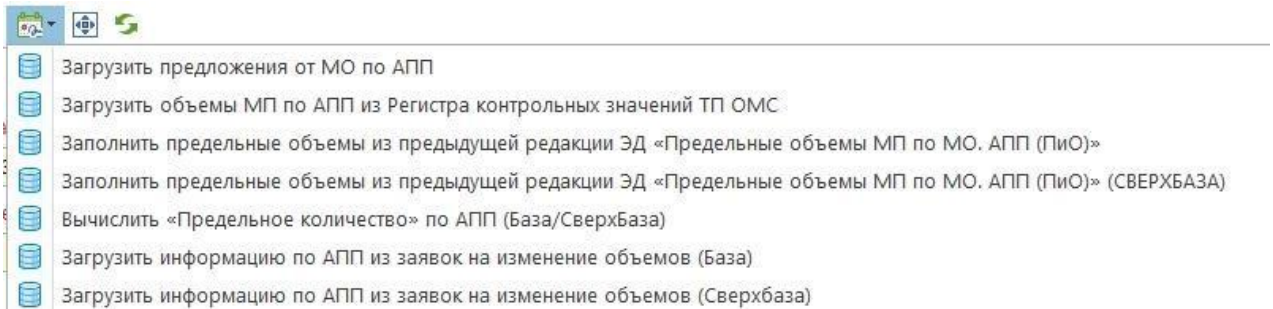 Загрузить предложения от МО по АПП
Загрузить объемы МП по АПП из Регистра контрольных значений ТП ОМС
Заполнить предельные объемы из предыдущей редакции ЭД «Предельные объемы МП по МО. АПП (ПиО)»
Заполнить предельные объемы из предыдущей редакции ЭД «Предельные объемы МП по МО. АПП (ПиО)» (СВЕРХБАЗА)
Вычислить «Предельное количество» по АПП (База/СверхБаза)
Загрузить информацию по АПП из заявок на изменение объемов (База)
Загрузить информацию по АПП из заявок на изменение объемов (Сверхбаза)